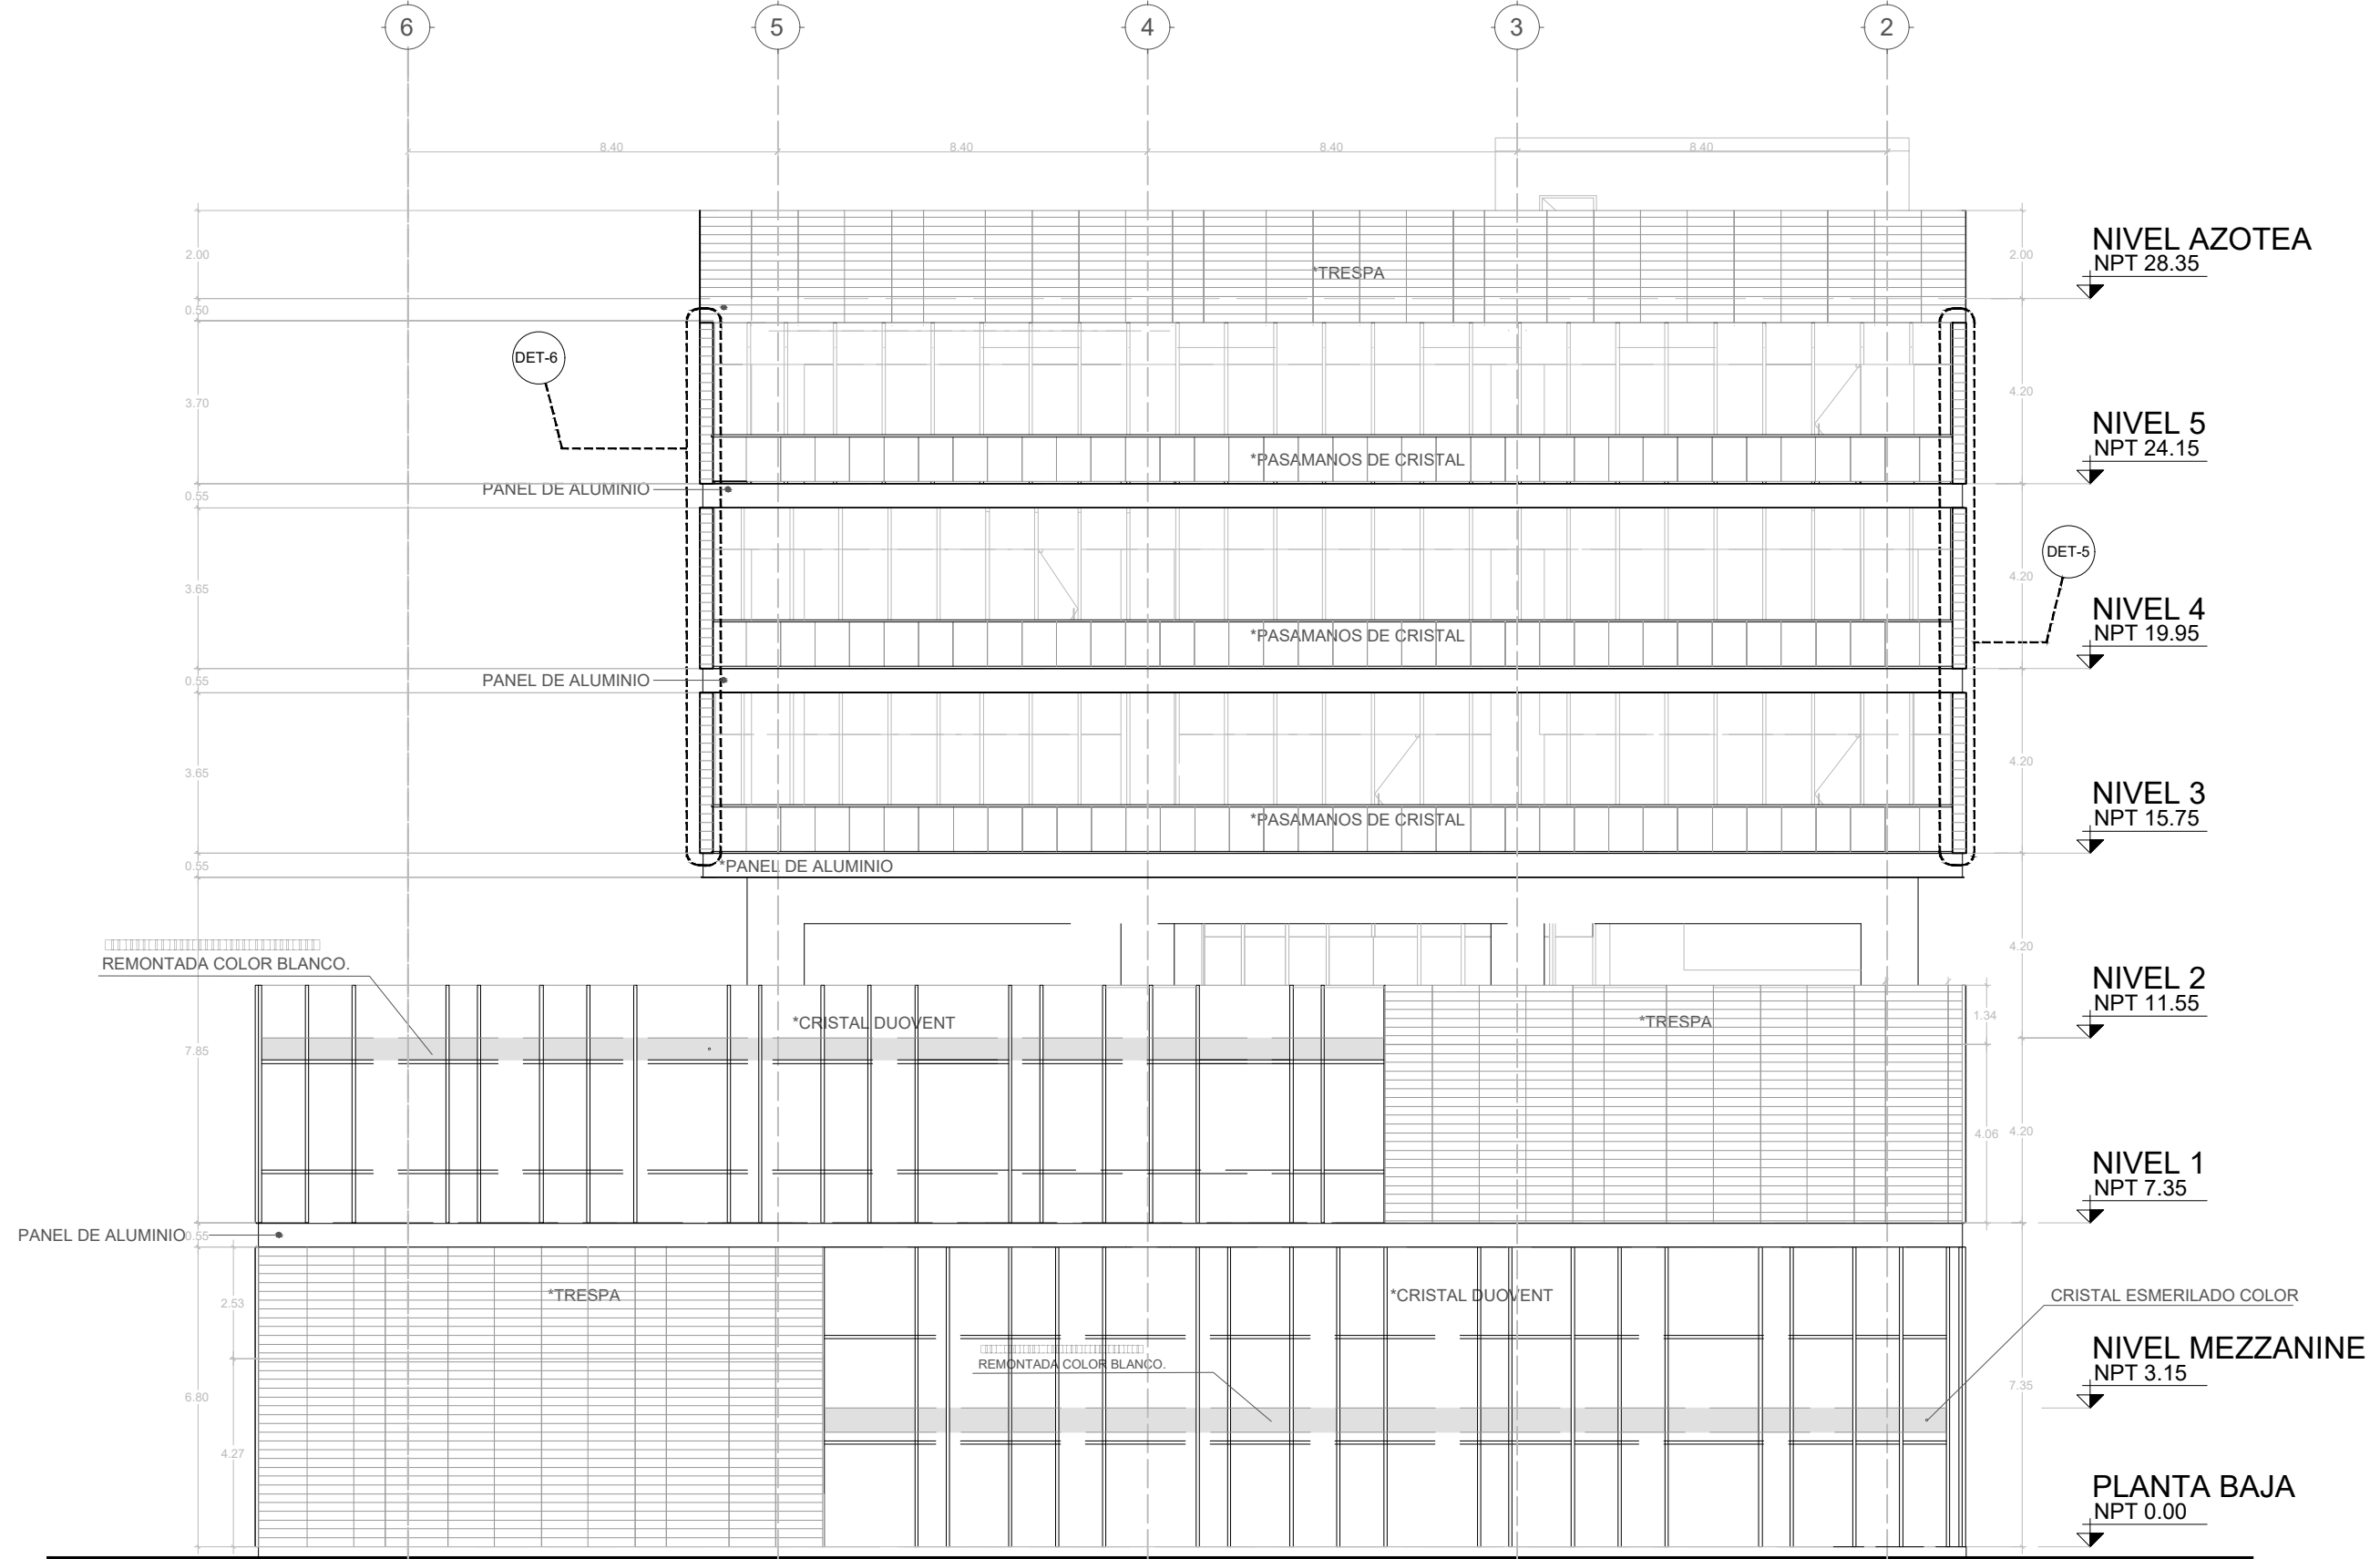 6
5
4
3
2
8.40
8.40
8.40
8.40
2.00
*TRESPA
2.00
NIVEL AZOTEA
NPT 28.35
0.50
DET-6
3.70
4.20
NIVEL 5
NPT 24.15
*PASAMANOS DE CRISTAL
0.55
PANEL DE ALUMINIO
DET-5
3.65
4.20
NIVEL 4
NPT 19.95
*PASAMANOS DE CRISTAL
0.55
PANEL DE ALUMINIO
3.65
4.20
NIVEL 3
NPT 15.75
*PASAMANOS DE CRISTAL
0.55
*PANEL DE ALUMINIO
4.20
REMONTADA COLOR BLANCO.
NIVEL 2
NPT 11.55
*CRISTAL DUOVENT
*TRESPA
1.34
7.85
4.06
4.20
NIVEL 1
NPT 7.35
PANEL DE ALUMINIO
0.55
2.53
*TRESPA
*CRISTAL DUOVENT
CRISTAL ESMERILADO COLOR
NIVEL MEZZANINE
NPT 3.15
REMONTADA COLOR BLANCO.
6.80
7.35
4.27
PLANTA BAJA
NPT 0.00